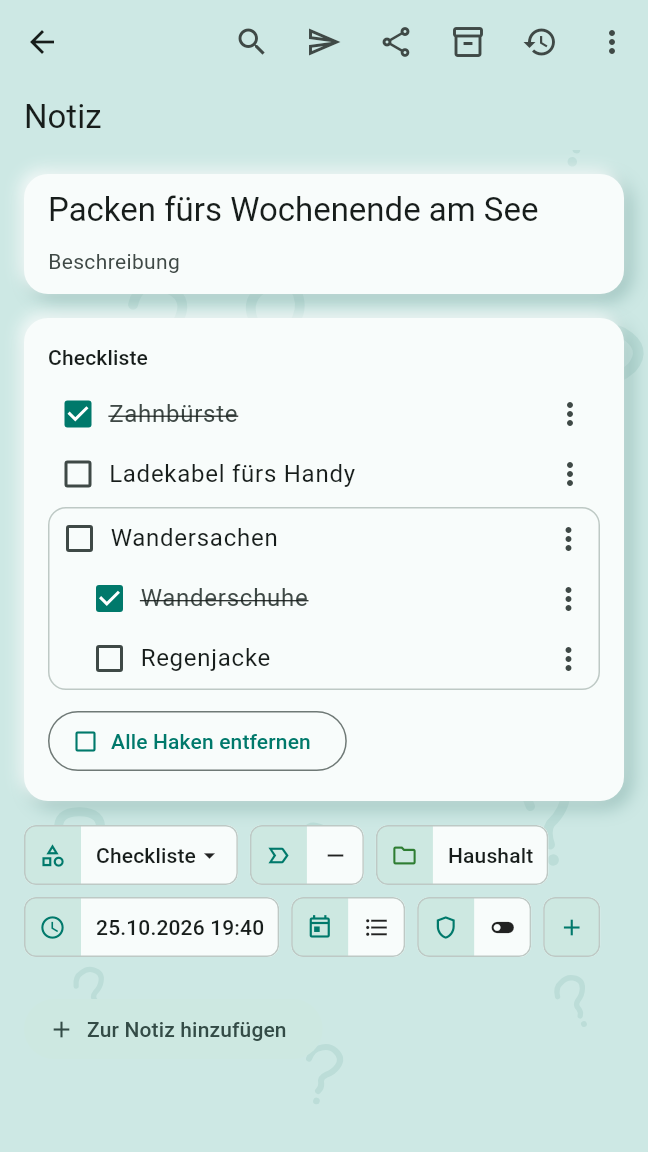 Notiz
Packen fürs Wochenende am See
Beschreibung
Checkliste
Zahnbürste
Ladekabel fürs Handy
Wandersachen
Wanderschuhe
Regenjacke
Alle Haken entfernen
Checkliste
Haushalt
25.10.2026 19:40
Zur Notiz hinzufügen